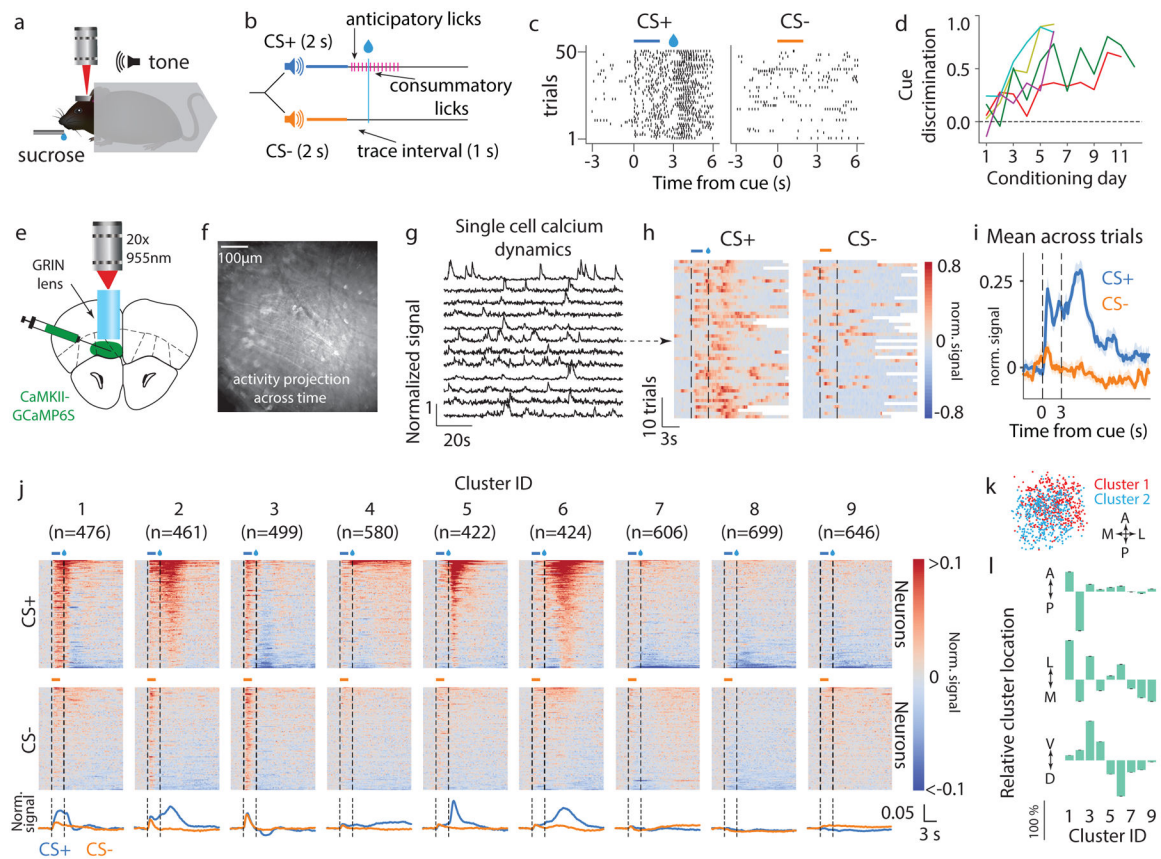 a
tone
sucrose
b
anticipatory licks
CS+ (2 s)
consummatory
licks
CS- (2 s)
trace interval (1 s)
c
CS+
CS-
50
trials
1
-3 0 3 6
-3 0 3 6
Time from cue (s)
d
Cue
discrimination
1.0
0.5
0.0
1 3 5 7 9 11
Conditioning day
e
20x
955nm
GRIN
lens
CaMKII-
GCaMP6S
f
100µm
activity projection
across time
g
Single cell calcium
dynamics
Normalized signal
1
20s
h
CS+
CS-
10 trials
3s
0.8
0
-0.8
norm. signal
i
Mean across trials
0.25
0
norm. signal
CS+
CS-
0 3
Time from cue (s)
j
Cluster ID
1 2 3 4 5 6 7 8 9
(n=476) (n=461) (n=499) (n=580) (n=422) (n=424) (n=606) (n=699) (n=646)
CS+
Neurons
CS-
Neurons
>0.1
0
<-0.1
Norm. signal
Norm.
signal
0.05
3 s
CS+ CS-
k
Cluster 1
Cluster 2
A
M L
P
l
Relative cluster location
A
P
L
M
V
D
100 %
1 3 5 7 9
Cluster ID